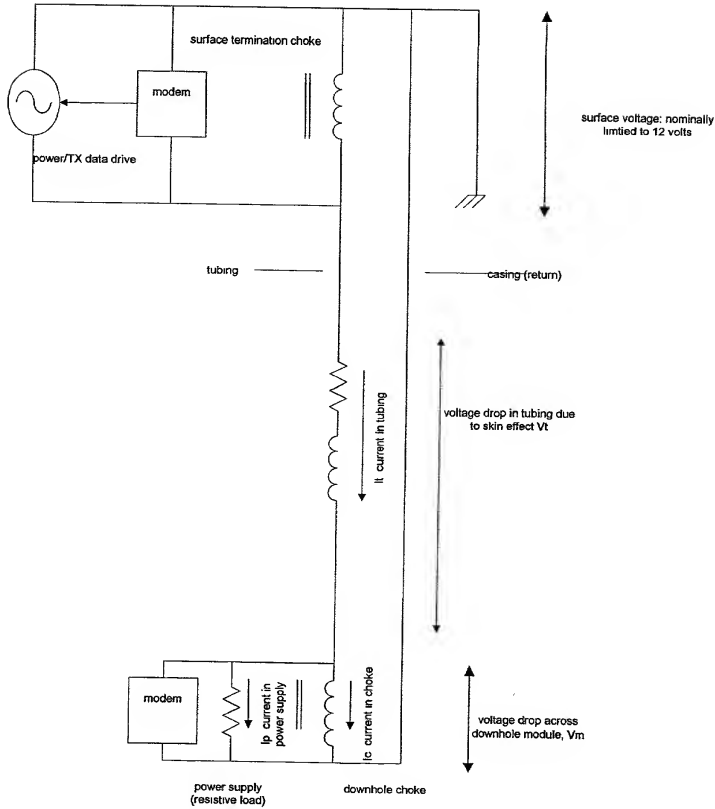 surface termination choke
modem
power/TX data drive
surface voltage: nominally
limtied to 12 volts
tubing
casing (return)
voltage drop in tubing due
to skin effect Vt
It current in tubing
modem
Ip current in
power supply
Ic current in choke
voltage drop across
downhole module, Vm
power supply
(resistive load)
downhole choke